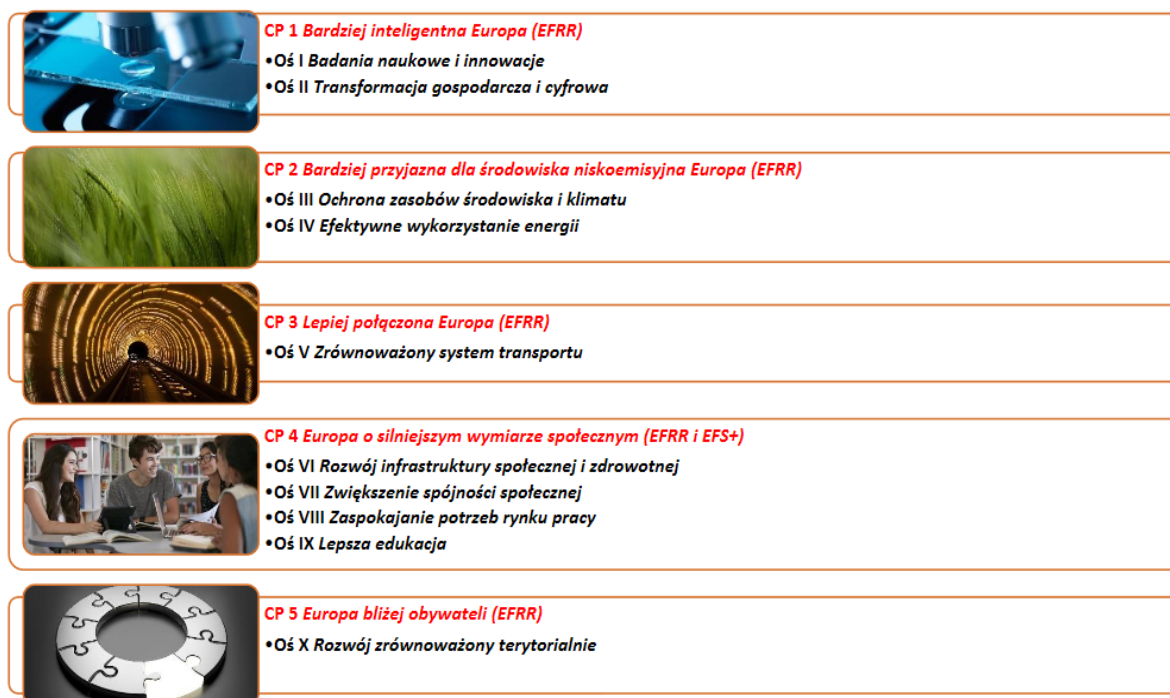 CP 1 Bardziej inteligentna Europa (EFRR)
•Oś I Badania naukowe i innowacje
•Oś II Transformacja gospodarcza i cyfrowa
CP 2 Bardziej przyjazna dla środowiska niskoemisyjna Europa (EFRR)
•Oś III Ochrona zasobów środowiska i klimatu
•Oś IV Efektywne wykorzystanie energii
CP 3 Lepiej połączona Europa (EFRR)
•Oś V Zrównoważony system transportu
CP 4 Europa o silniejszym wymiarze społecznym (EFRR i EFS+)
•Oś VI Rozwój infrastruktury społecznej i zdrowotnej
•Oś VII Zwiększenie spójności społecznej
•Oś VIII Zaspokajanie potrzeb rynku pracy
•Oś IX Lepsza edukacja
CP 5 Europa bliżej obywateli (EFRR)
•Oś X Rozwój zrównoważony terytorialnie